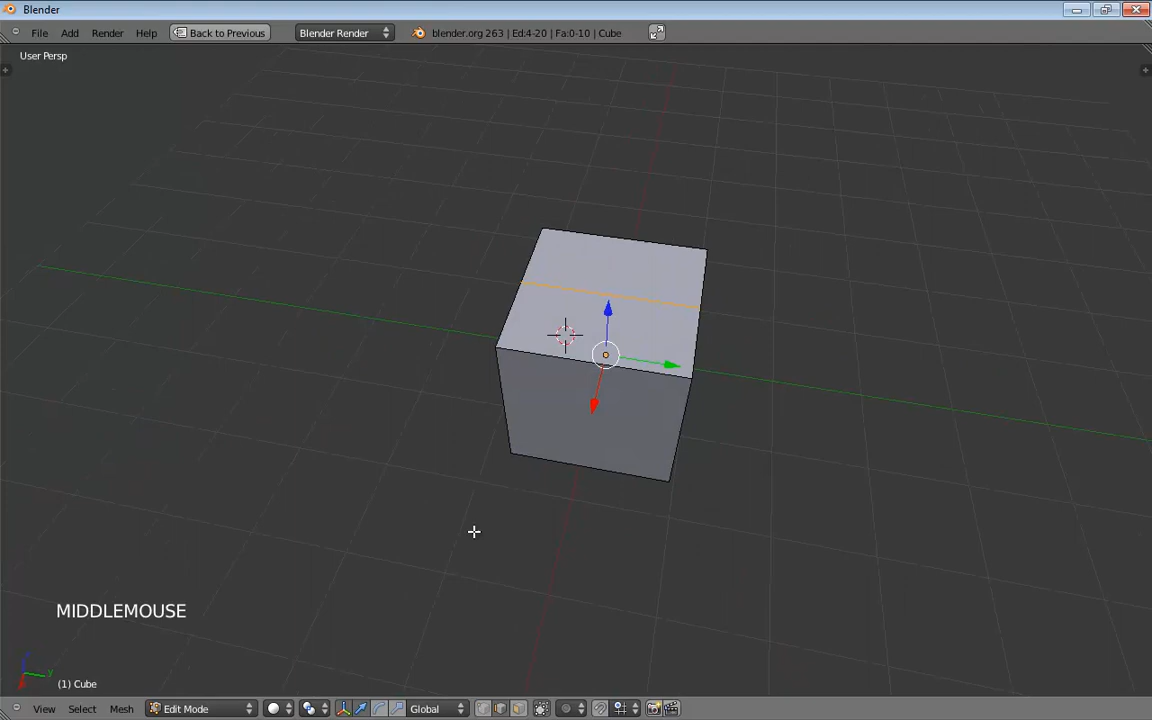 Blender
File Add Render Help Back to Previous Blender Render blender.org 263 | Ed:4-20 | Fa:0-10 | Cube
User Persp
MIDDLEMOUSE
z
y
(1) Cube
View Select Mesh Edit Mode Global